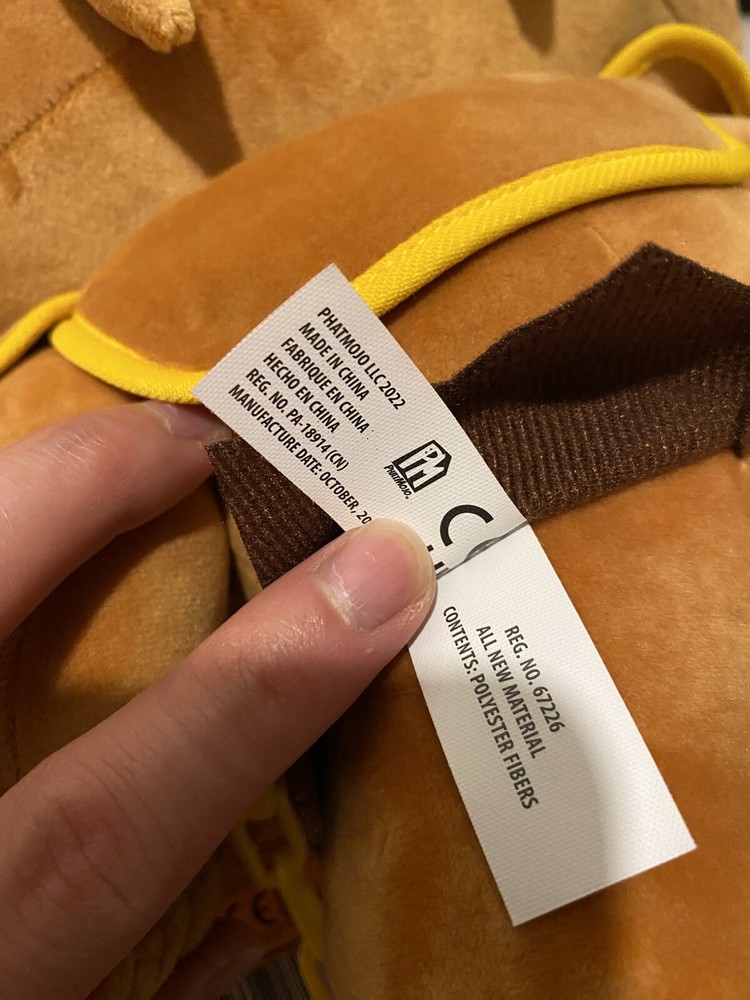 PHATMOJO LLC 2022
MADE IN CHINA
FABRIQUE EN CHINA
HECHO EN CHINA
REG. NO. PA-18914 (CN)
MANUFACTURE DATE: OCTOBER, 20
PM
PHATMOJO
REG. NO. 67226
ALL NEW MATERIAL
CONTENTS: POLYESTER FIBERS